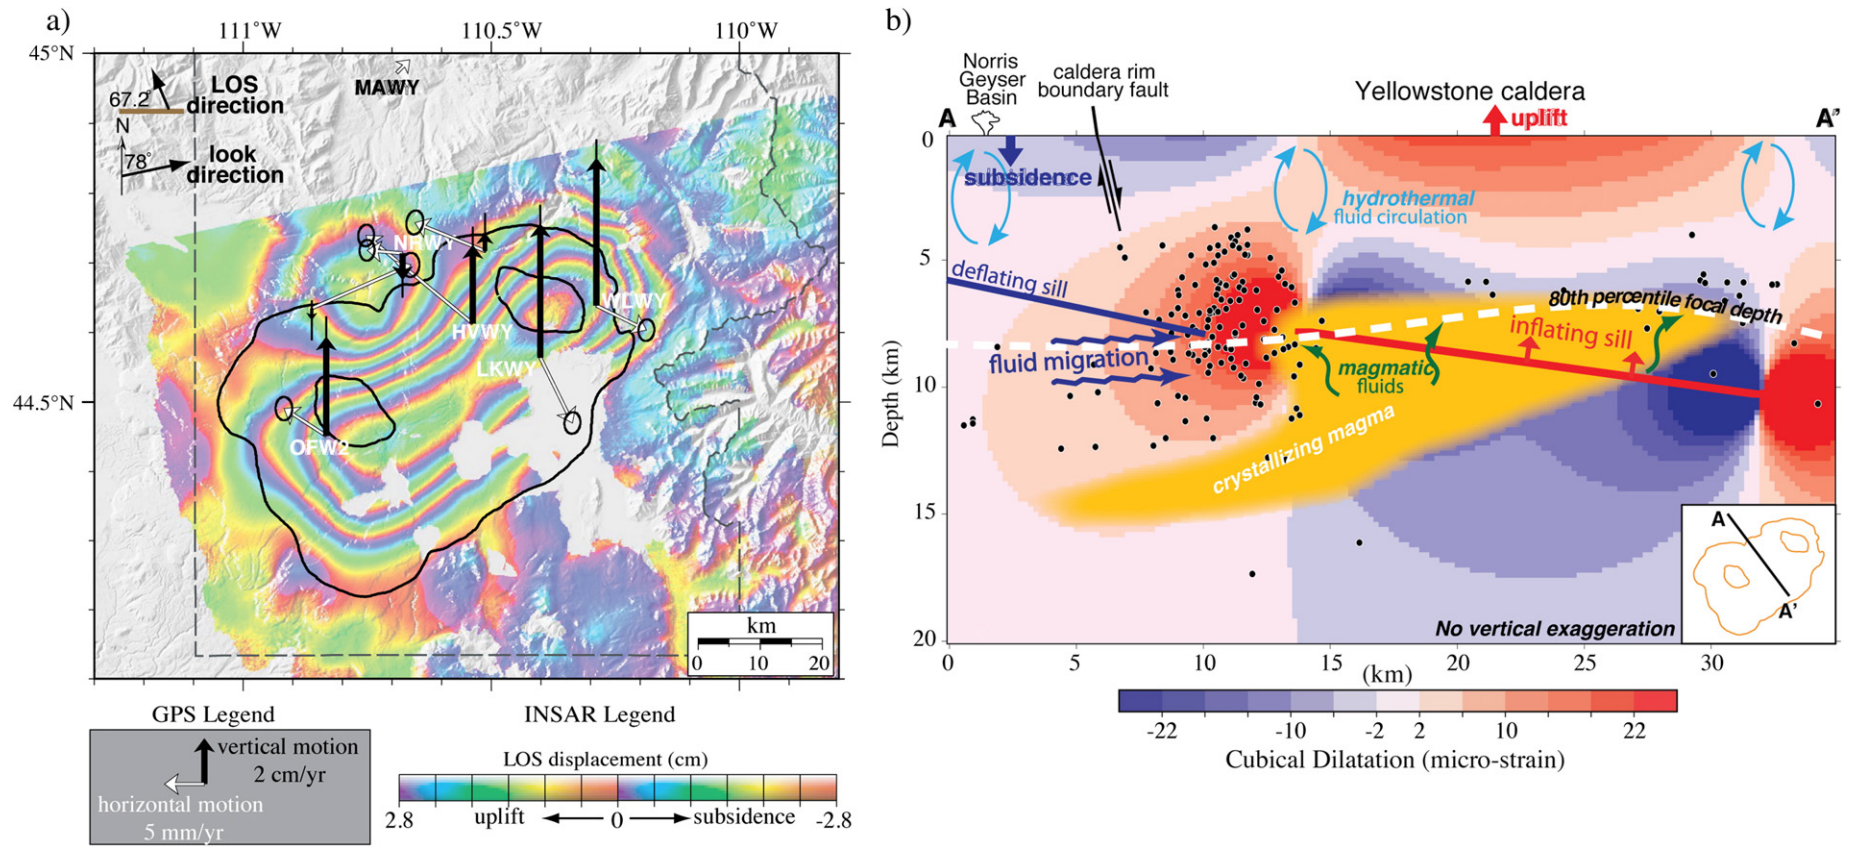 a)
111°W
110.5°W
110°W
45°N
44.5°N
MAWY
67.2°
LOS
direction
N
78°
look
direction
NRWY
WLWY
HVWY
LKWY
OFW2
km
0 10 20
GPS Legend
vertical motion
2 cm/yr
horizontal motion
5 mm/yr
INSAR Legend
LOS displacement (cm)
2.8 uplift 0 subsidence -2.8
b)
Norris
Geyser
Basin
caldera rim
boundary fault
Yellowstone caldera
A
uplift
A"
subsidence
hydrothermal
fluid circulation
deflating sill
80th percentile focal depth
fluid migration
inflating sill
magmatic
fluids
crystallizing magma
No vertical exaggeration
A
A'
0
5
10
15
20
Depth (km)
0 5 10 15 20 25 30
(km)
-22 -10 -2 2 10 22
Cubical Dilatation (micro-strain)